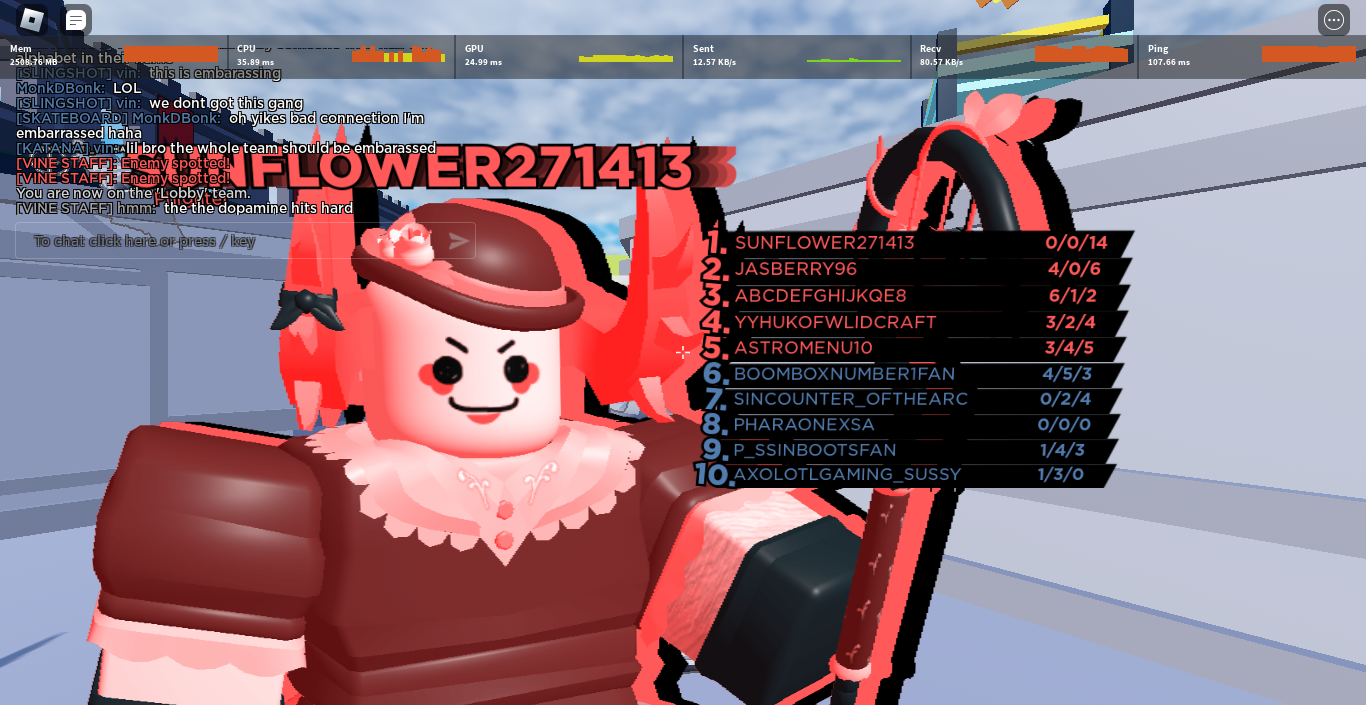 Mem
2508.76 MB
CPU
35.89 ms
GPU
24.99 ms
Sent
12.57 KB/s
Recv
80.57 KB/s
Ping
107.66 ms
alphabet in their
[SLINGSHOT] vin: this is embarassing
MonkDBonk: LOL
[SLINGSHOT] vin: we dont got this gang
[SKATEBOARD] MonkDBonk: oh yikes bad connection I'm
embarrassed haha
[KATANA] vin: lil bro the whole team should be embarassed
[VINE STAFF]: Enemy spotted!
[VINE STAFF]: Enemy spotted!
You are now on the 'Lobby' team.
[VINE STAFF] hmm: the the dopamine hits hard
To chat click here or press / key
SUNFLOWER271413
1. SUNFLOWER271413 0/0/14
2. JASBERRY96 4/0/6
3. ABCDEFGHIJKQE8 6/1/2
4. YYHUKOFWLIDCRAFT 3/2/4
5. ASTROMENU10 3/4/5
6. BOOMBOXNUMBER1FAN 4/5/3
7. SINCOUNTER_OFTHEARC 0/2/4
8. PHARAONEXSA 0/0/0
9. P_SSINBOOTSFAN 1/4/3
10. AXOLOTLGAMING_SUSSY 1/3/0